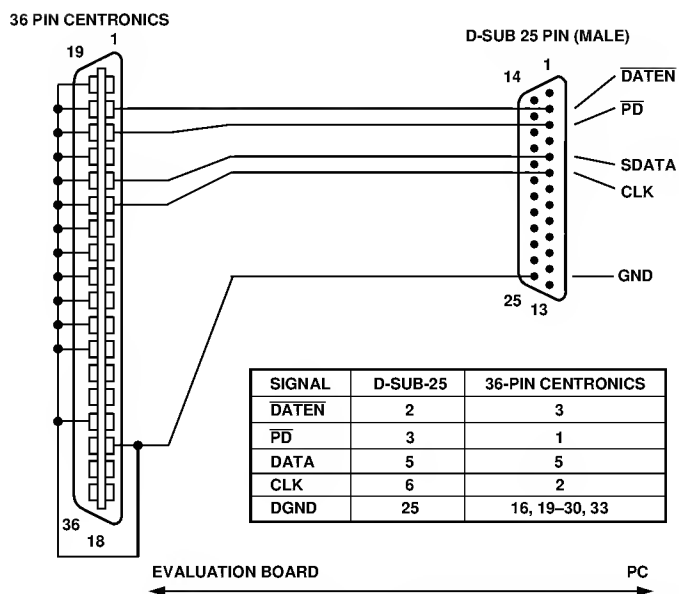 36 PIN CENTRONICS
19 1
D-SUB 25 PIN (MALE)
14 1
DATEN
PD
SDATA
CLK
GND
25 13
SIGNAL D-SUB-25 36-PIN CENTRONICS
DATEN 2 3
PD 3 1
DATA 5 5
CLK 6 2
DGND 25 16, 19–30, 33
36 18
EVALUATION BOARD PC